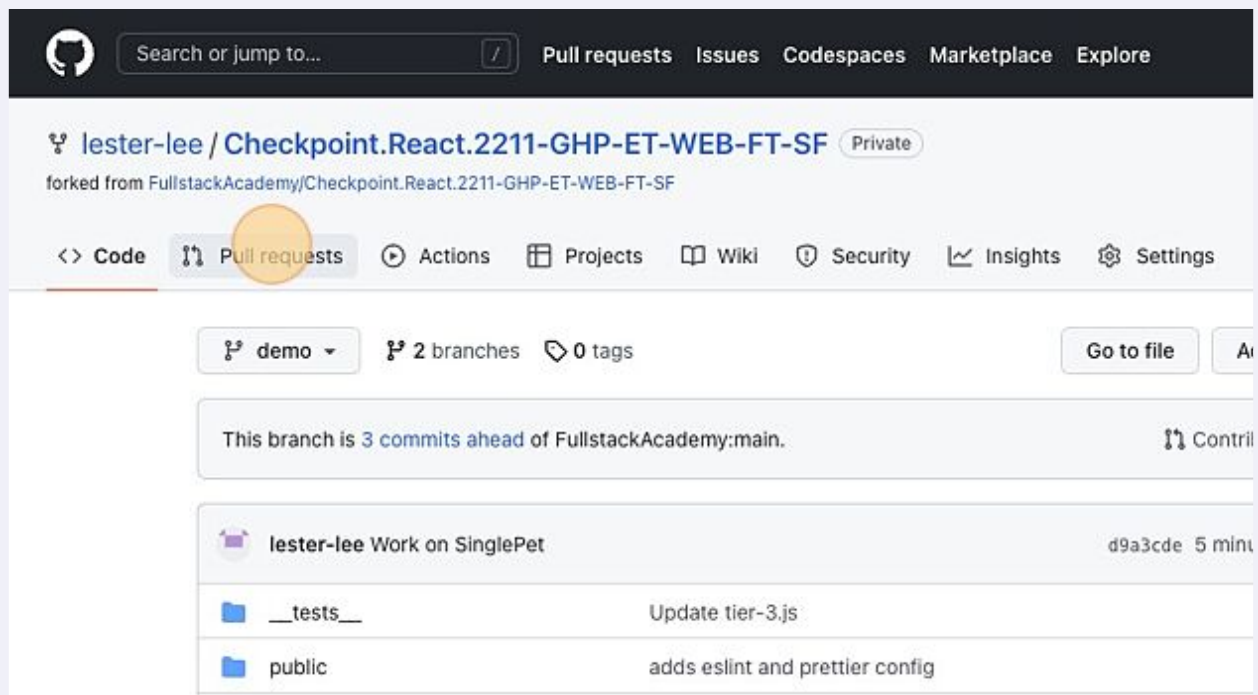 Search or jump to... / Pull requests Issues Codespaces Marketplace Explore
lester-lee / Checkpoint.React.2211-GHP-ET-WEB-FT-SF Private
forked from FullstackAcademy/Checkpoint.React.2211-GHP-ET-WEB-FT-SF
<> Code Pull requests Actions Projects Wiki Security Insights Settings
demo 2 branches 0 tags Go to file
This branch is 3 commits ahead of FullstackAcademy:main.
lester-lee Work on SinglePet d9a3cde 5
__tests__ Update tier-3.js
public adds eslint and prettier config